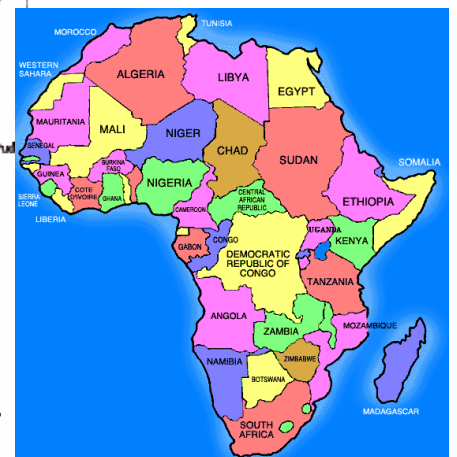 TUNISIA
MOROCCO
ALGERIA
LIBYA
EGYPT
WESTERN
SAHARA
MAURITANIA
MALI
NIGER
CHAD
SUDAN
SOMALIA
SENEGAL
BURKINA
FASO
GUINEA
NIGERIA
SIERRA
LEONE
COTE
D'IVOIRE
GHANA
LIBERIA
CAMEROON
CENTRAL
AFRICAN
REPUBLIC
ETHIOPIA
UGANDA
KENYA
GABON
CONGO
DEMOCRATIC
REPUBLIC OF
CONGO
TANZANIA
ANGOLA
ZAMBIA
MOZAMBIQUE
NAMIBIA
ZIMBABWE
BOTSWANA
MADAGASCAR
SOUTH
AFRICA